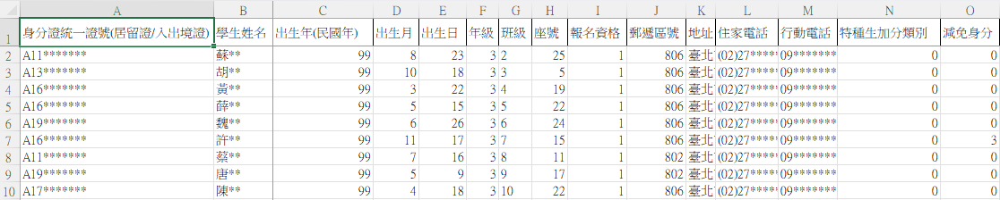 A B C D E F G H I J K L M N O
1 身分證統一證號(居留證/入出境證) 學生姓名 出生年(民國年) 出生月 出生日 年級 班級 座號 報名資格 郵遞區號 地址 住家電話 行動電話 特種生加分類別 減免身分
2 A11******* 蘇** 99 8 23 3 2 25 1 806 臺北 (02)27***** 09******* 0 0
3 A13******* 胡** 99 10 18 3 3 5 1 806 臺北 (02)27***** 09******* 0 0
4 A16******* 黃** 99 3 22 3 4 19 1 806 臺北 (02)27***** 09******* 0 0
5 A16******* 薛** 99 5 15 3 5 22 1 806 臺北 (02)27***** 09******* 0 0
6 A19******* 魏** 99 6 26 3 6 24 1 806 臺北 (02)27***** 09******* 0 0
7 A16******* 許** 99 11 17 3 7 15 1 806 臺北 (02)27***** 09******* 0 3
8 A11******* 蔡** 99 7 16 3 8 11 1 802 臺北 (02)27***** 09******* 0 0
9 A19******* 唐** 99 5 9 3 9 17 1 802 臺北 (02)27***** 09******* 0 0
10 A17******* 陳** 99 4 18 3 10 22 1 806 臺北 (02)27***** 09******* 0 0